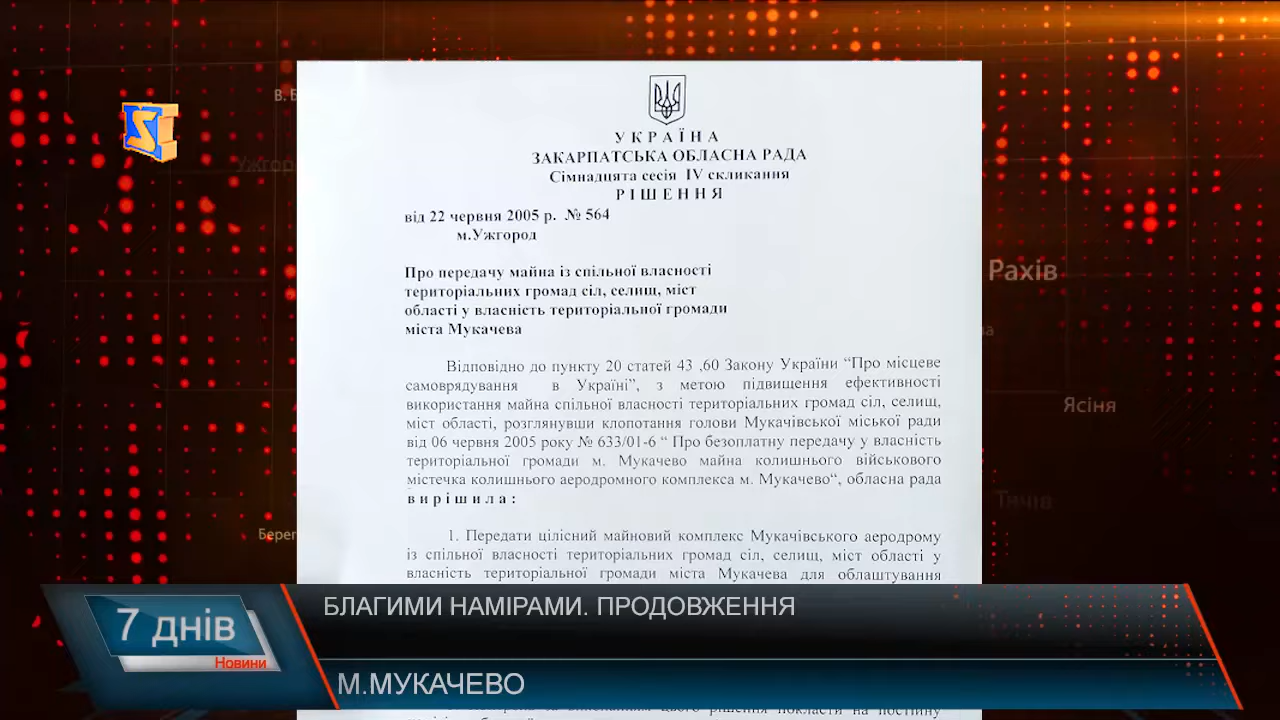 В. Б
Ужгоро
S
УКРАЇНА
ЗАКАРПАТСЬКА ОБЛАСНА РАДА
Сімнадцята сесія IV скликання
РІШЕННЯ
від 22 червня 2005 р. № 564
м.Ужгород
Про передачу майна із спільної власності
територіальних громад сіл, селищ, міст
області у власність територіальної громади
міста Мукачева
Рахів
Відповідно до пункту 20 статей 43 ,60 Закону України “Про місцеве
самоврядування в Україні”, з метою підвищення ефективності
використання майна спільної власності територіальних громад сіл, селищ,
міст області, розглянувши клопотання голови Мукачівської міської ради
від 06 червня 2005 року № 633/01-6 “ Про безоплатну передачу у власність
територіальної громади м. Мукачево майна колишнього військового
містечка колишнього аеродромного комплекса м. Мукачево“, обласна рада
вирішила:
Ясіня
Тячів
Берег
1. Передати цілісний майновий комплекс Мукачівського аеродрому
із спільної власності територіальних громад сіл, селищ, міст області у
власність територіальної громади міста Мукачева для облаштування
7 днів
Новини
БЛАГИМИ НАМІРАМИ. ПРОДОВЖЕННЯ
М.МУКАЧЕВО
цього рішення покласти на постійну